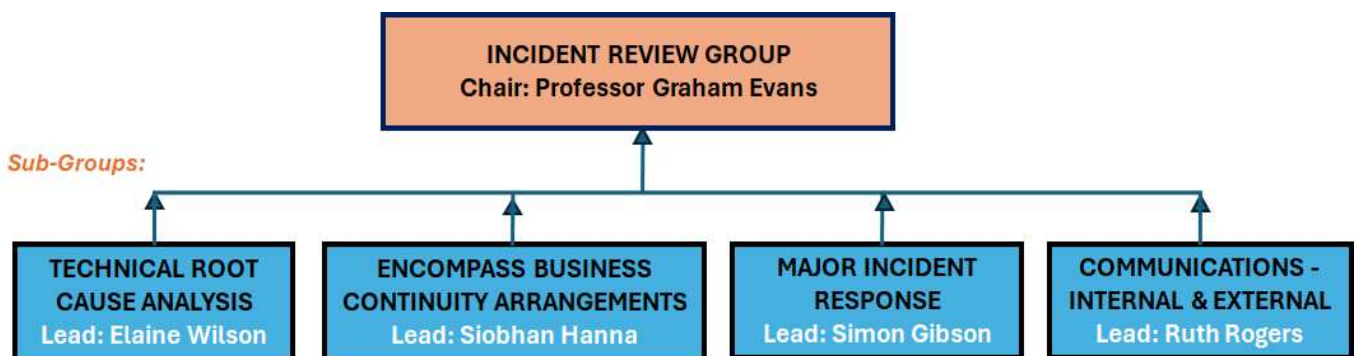 INCIDENT REVIEW GROUP
Chair: Professor Graham Evans
Sub-Groups:
TECHNICAL ROOT
CAUSE ANALYSIS
Lead: Elaine Wilson
ENCOMPASS BUSINESS
CONTINUITY ARRANGEMENTS
Lead: Siobhan Hanna
MAJOR INCIDENT
RESPONSE
Lead: Simon Gibson
COMMUNICATIONS -
INTERNAL & EXTERNAL
Lead: Ruth Rogers